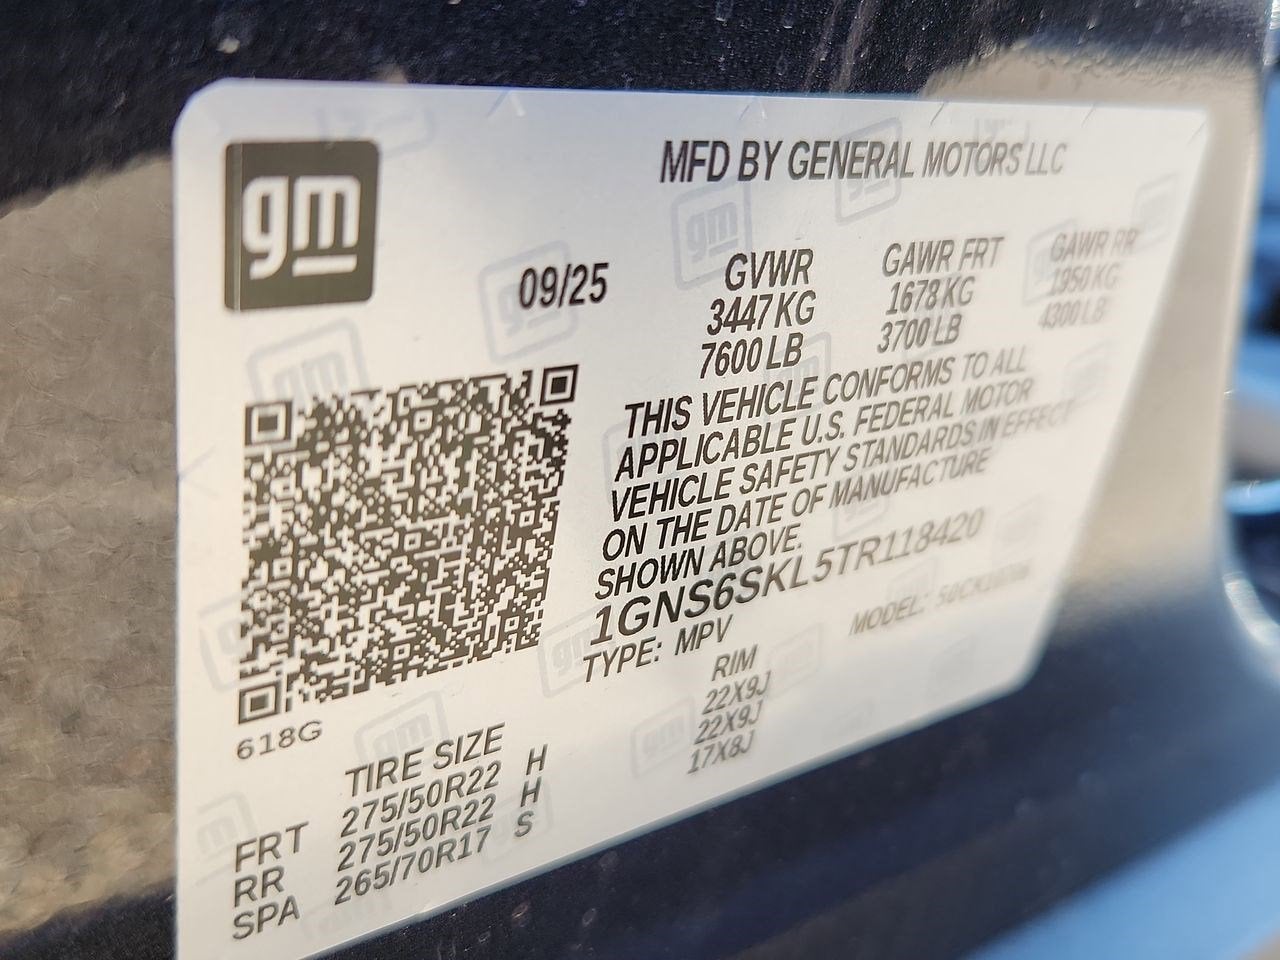 gm
MFD BY GENERAL MOTORS LLC
09/25
GVWR GAWR FRT GAWR RR
3447 KG 1678 KG 1950 KG
7600 LB 3700 LB 4300 LB
THIS VEHICLE CONFORMS TO ALL
APPLICABLE U.S. FEDERAL MOTOR
VEHICLE SAFETY STANDARDS IN EFFECT
ON THE DATE OF MANUFACTURE
SHOWN ABOVE.
1GNS6SKL5TR118420
TYPE: MPV MODEL:
618G
TIRE SIZE RIM
FRT 275/50R22 H 22X9J
RR 275/50R22 H 22X9J
SPA 265/70R17 S 17X8J